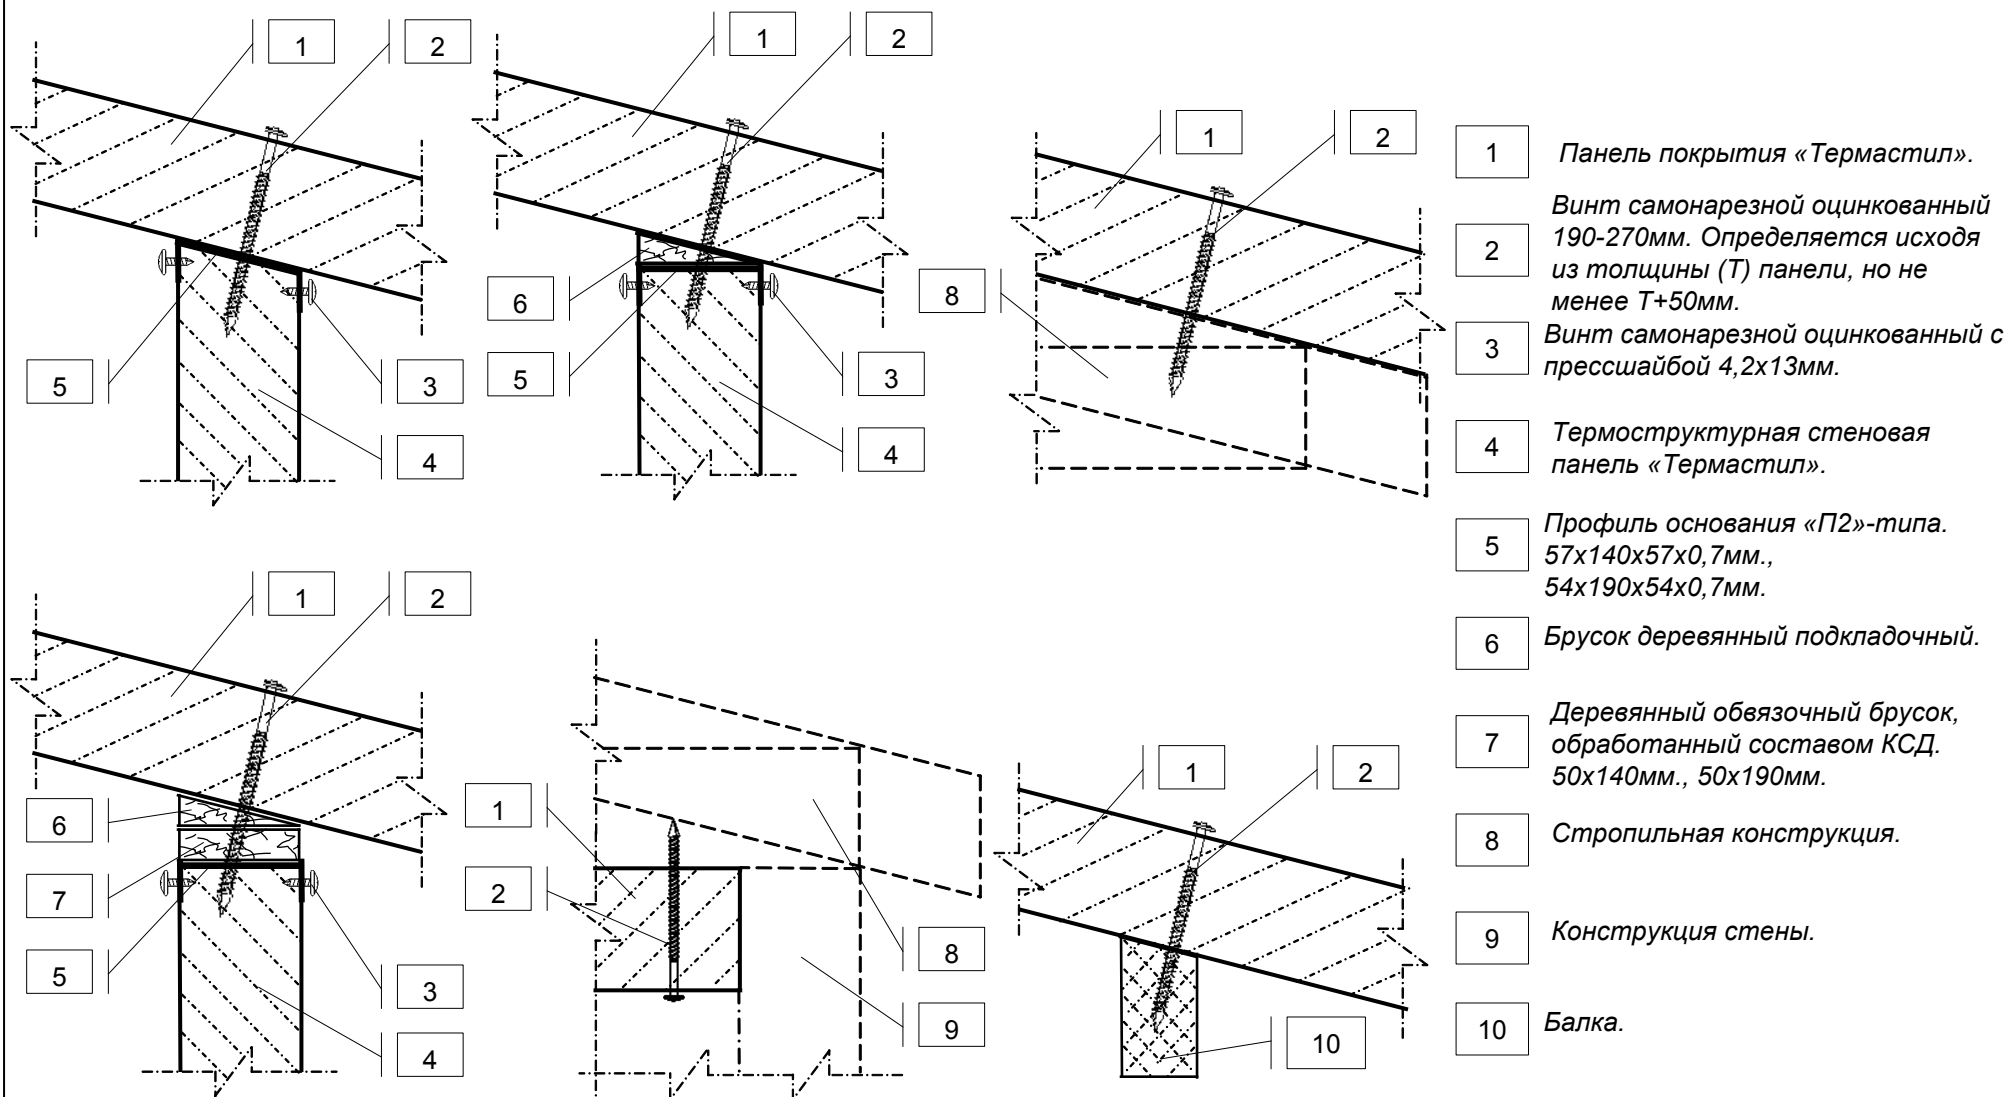 1
2
5
3
4
1
2
6
5
3
4
1
2
8
1
2
6
7
5
3
4
1
2
8
9
1
2
10
1 Панель покрытия «Термастил».
Винт самонарезной оцинкованный
2 190-270мм. Определяется исходя
из толщины (Т) панели, но не
менее Т+50мм.
3 Винт самонарезной оцинкованный с
прессшайбой 4,2х13мм.
4 Термоструктурная стеновая
панель «Термастил».
5 Профиль основания «П2»-типа.
57х140х57х0,7мм.,
54х190х54х0,7мм.
6 Брусок деревянный подкладочный.
7 Деревянный обвязочный брусок,
обработанный составом КСД.
50х140мм., 50х190мм.
8 Стропильная конструкция.
9 Конструкция стены.
10 Балка.